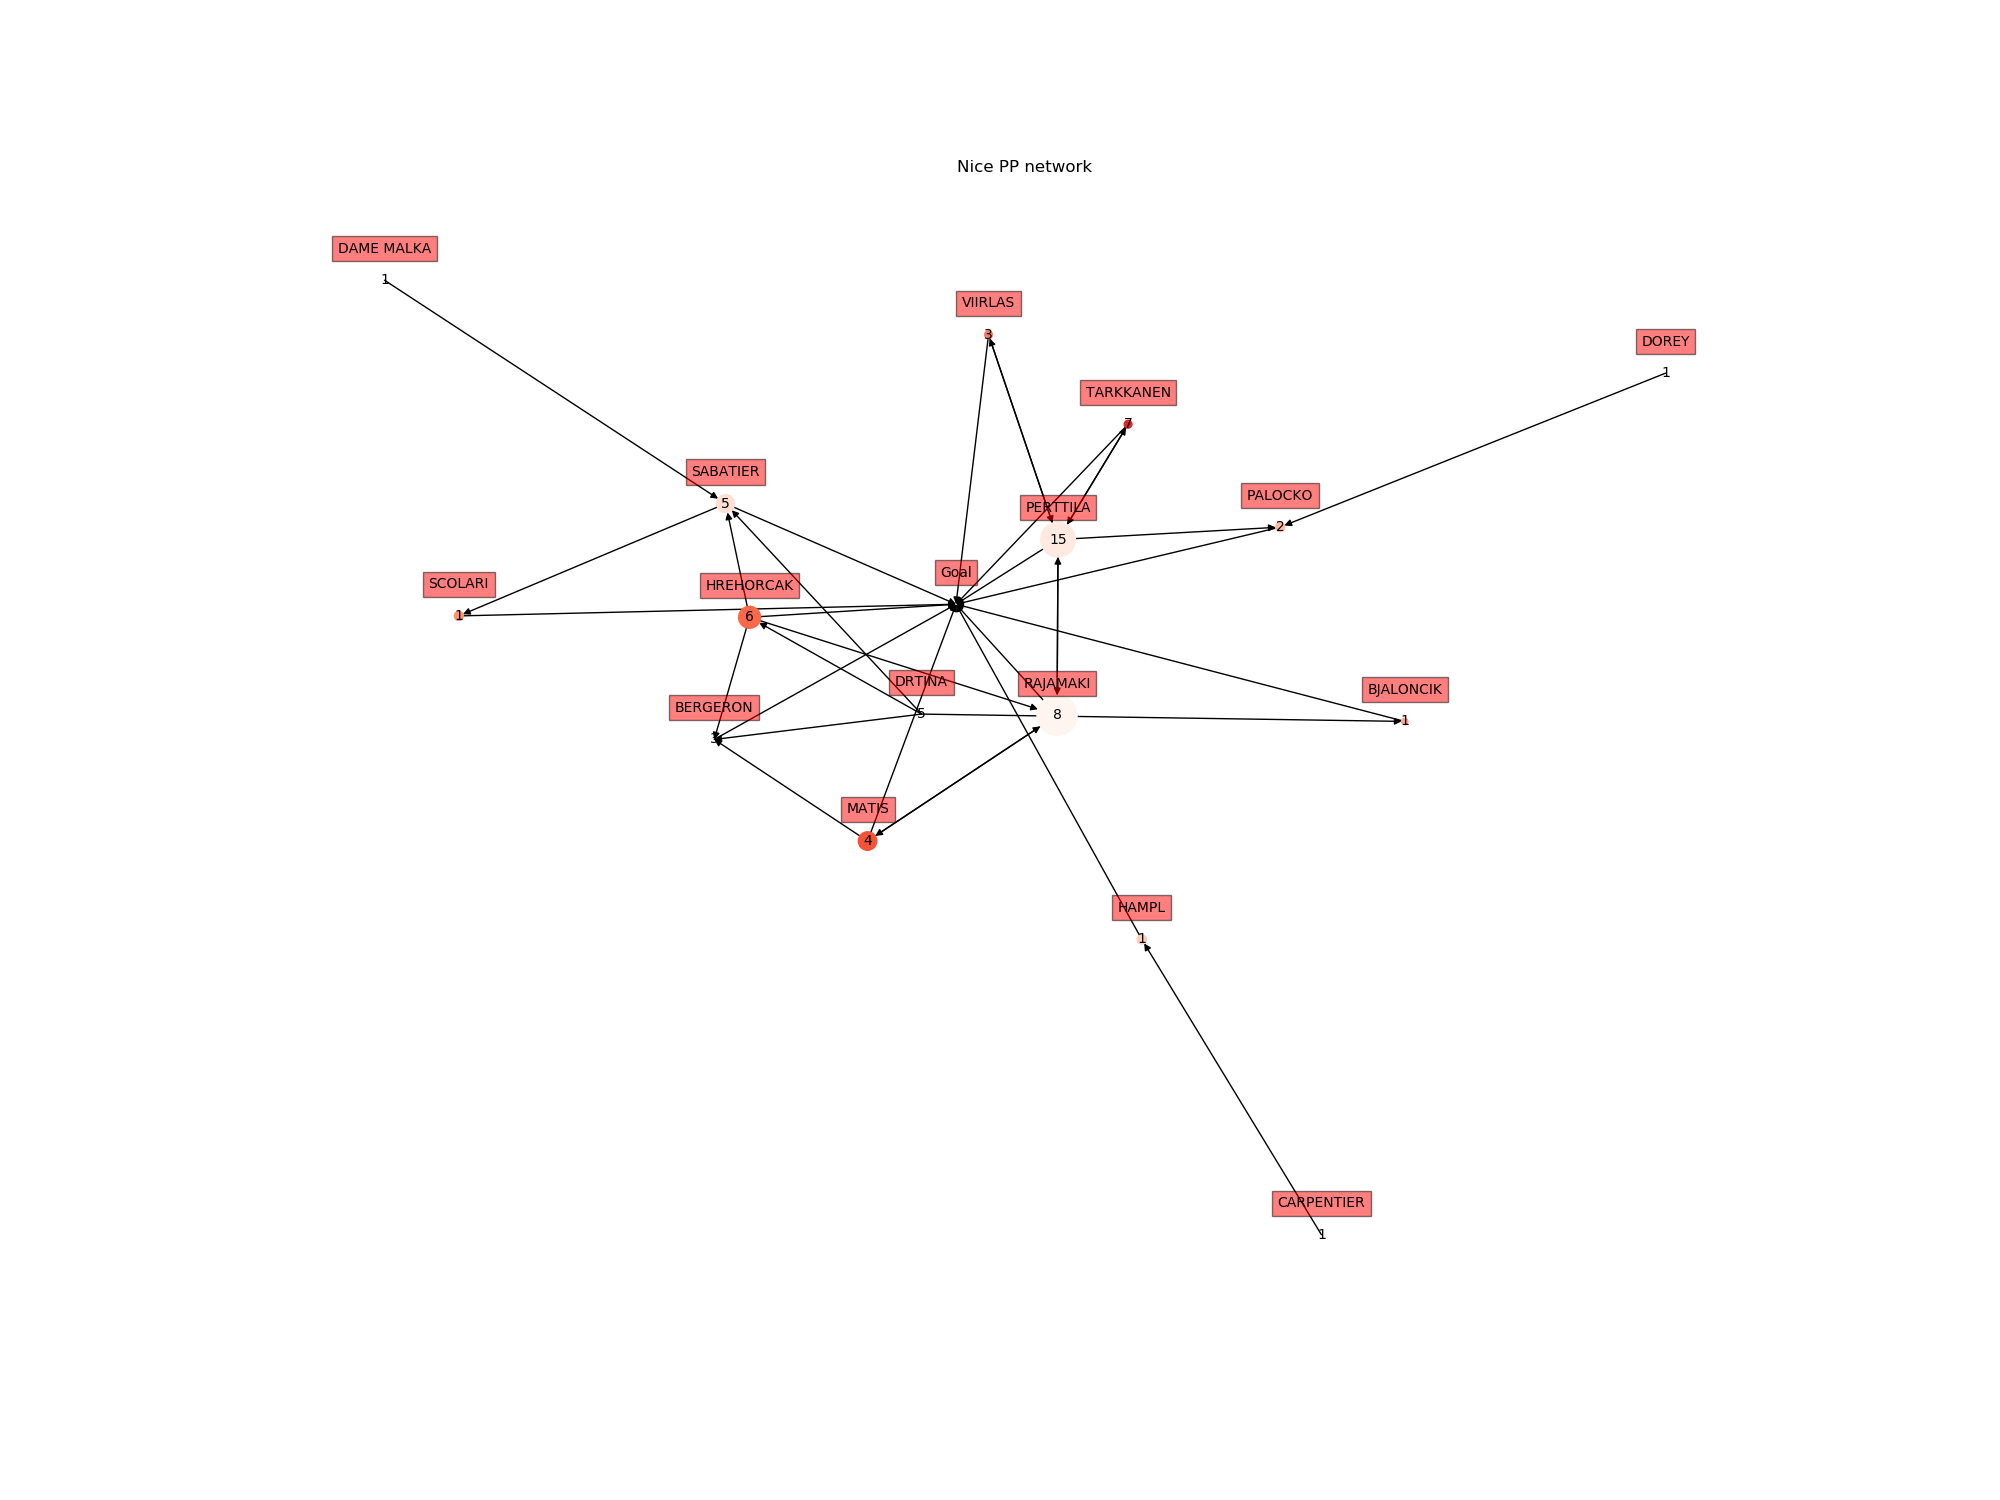 Nice PP network
DAME MALKA
1
VIIRLAS
3
DOREY
1
TARKKANEN
7
SABATIER
5
PALOCKO
2
PERTTILA
15
Goal
SCOLARI
1
HREHORCAK
6
DRTINA
5
RAJAMAKI
8
BJALONCIK
1
BERGERON
3
MATIS
4
HAMPL
1
CARPENTIER
1